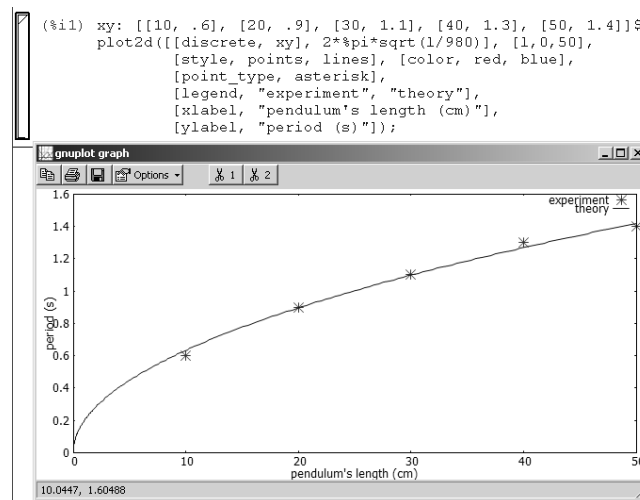 (%i1) xy: [[10, .6], [20, .9], [30, 1.1], [40, 1.3], [50, 1.4]]$
plot2d([[discrete, xy], 2*%pi*sqrt(l/980)], [l,0,50],
[style, points, lines], [color, red, blue],
[point_type, asterisk],
[legend, "experiment", "theory"],
[xlabel, "pendulum's length (cm)"],
[ylabel, "period (s)"]);
gnuplot graph
Options 1 2
1.6
1.4
1.2
1
0.8
0.6
0.4
0.2
0
period (s)
experiment
theory
0 10 20 30 40 50
pendulum's length (cm)
10.0447, 1.60488